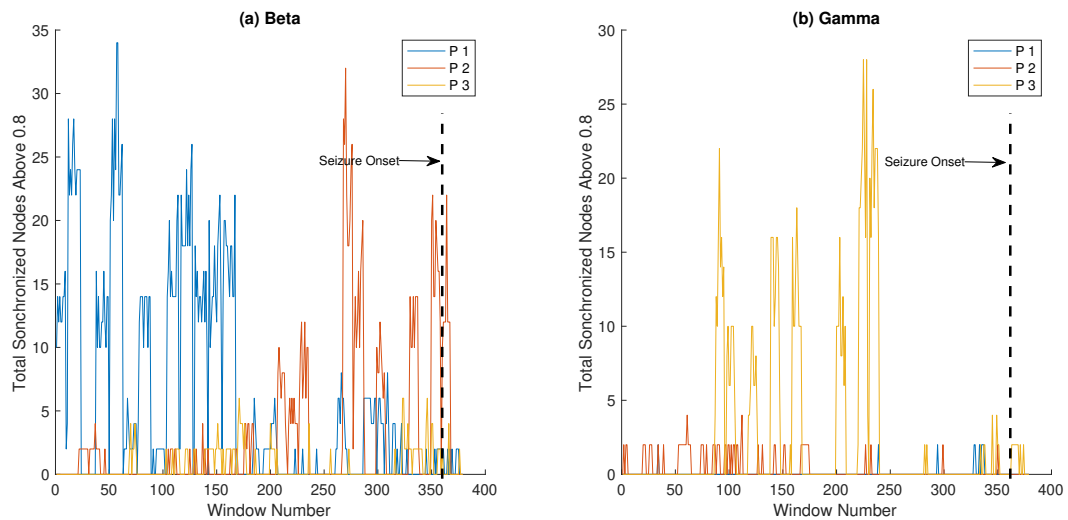 (a) Beta
35
30
25
20
15
10
5
0
Total Sonchronized Nodes Above 0.8
P 1
P 2
P 3
Seizure Onset
0 50 100 150 200 250 300 350 400
Window Number
(b) Gamma
30
25
20
15
10
5
0
Total Sonchronized Nodes Above 0.8
P 1
P 2
P 3
Seizure Onset
0 50 100 150 200 250 300 350 400
Window Number